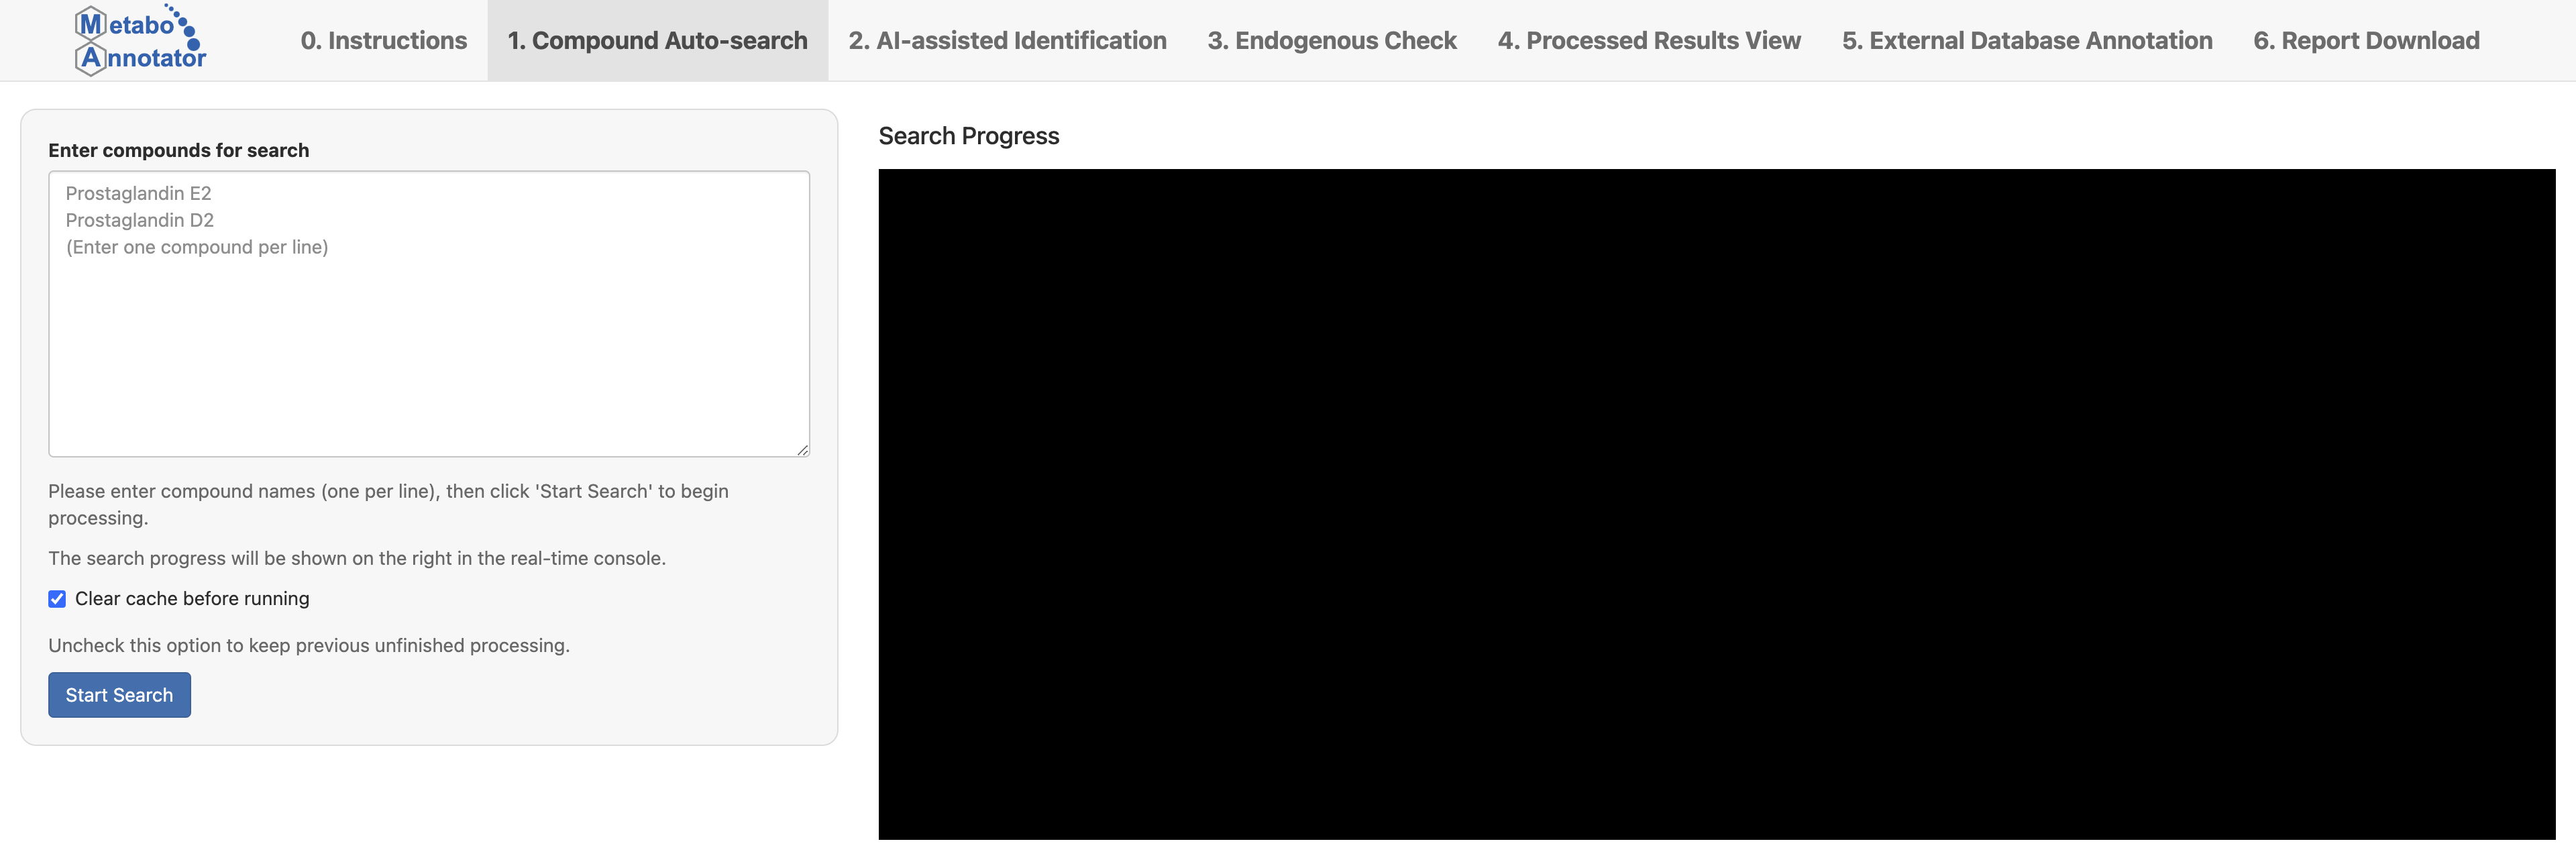 Metabo
Annotator
0. Instructions
1. Compound Auto-search
2. AI-assisted Identification
3. Endogenous Check
4. Processed Results View
5. External Database Annotation
6. Report Download
Enter compounds for search
Prostaglandin E2
Prostaglandin D2
(Enter one compound per line)
Please enter compound names (one per line), then click 'Start Search' to begin
processing.
The search progress will be shown on the right in the real-time console.
Clear cache before running
Uncheck this option to keep previous unfinished processing.
Start Search
Search Progress